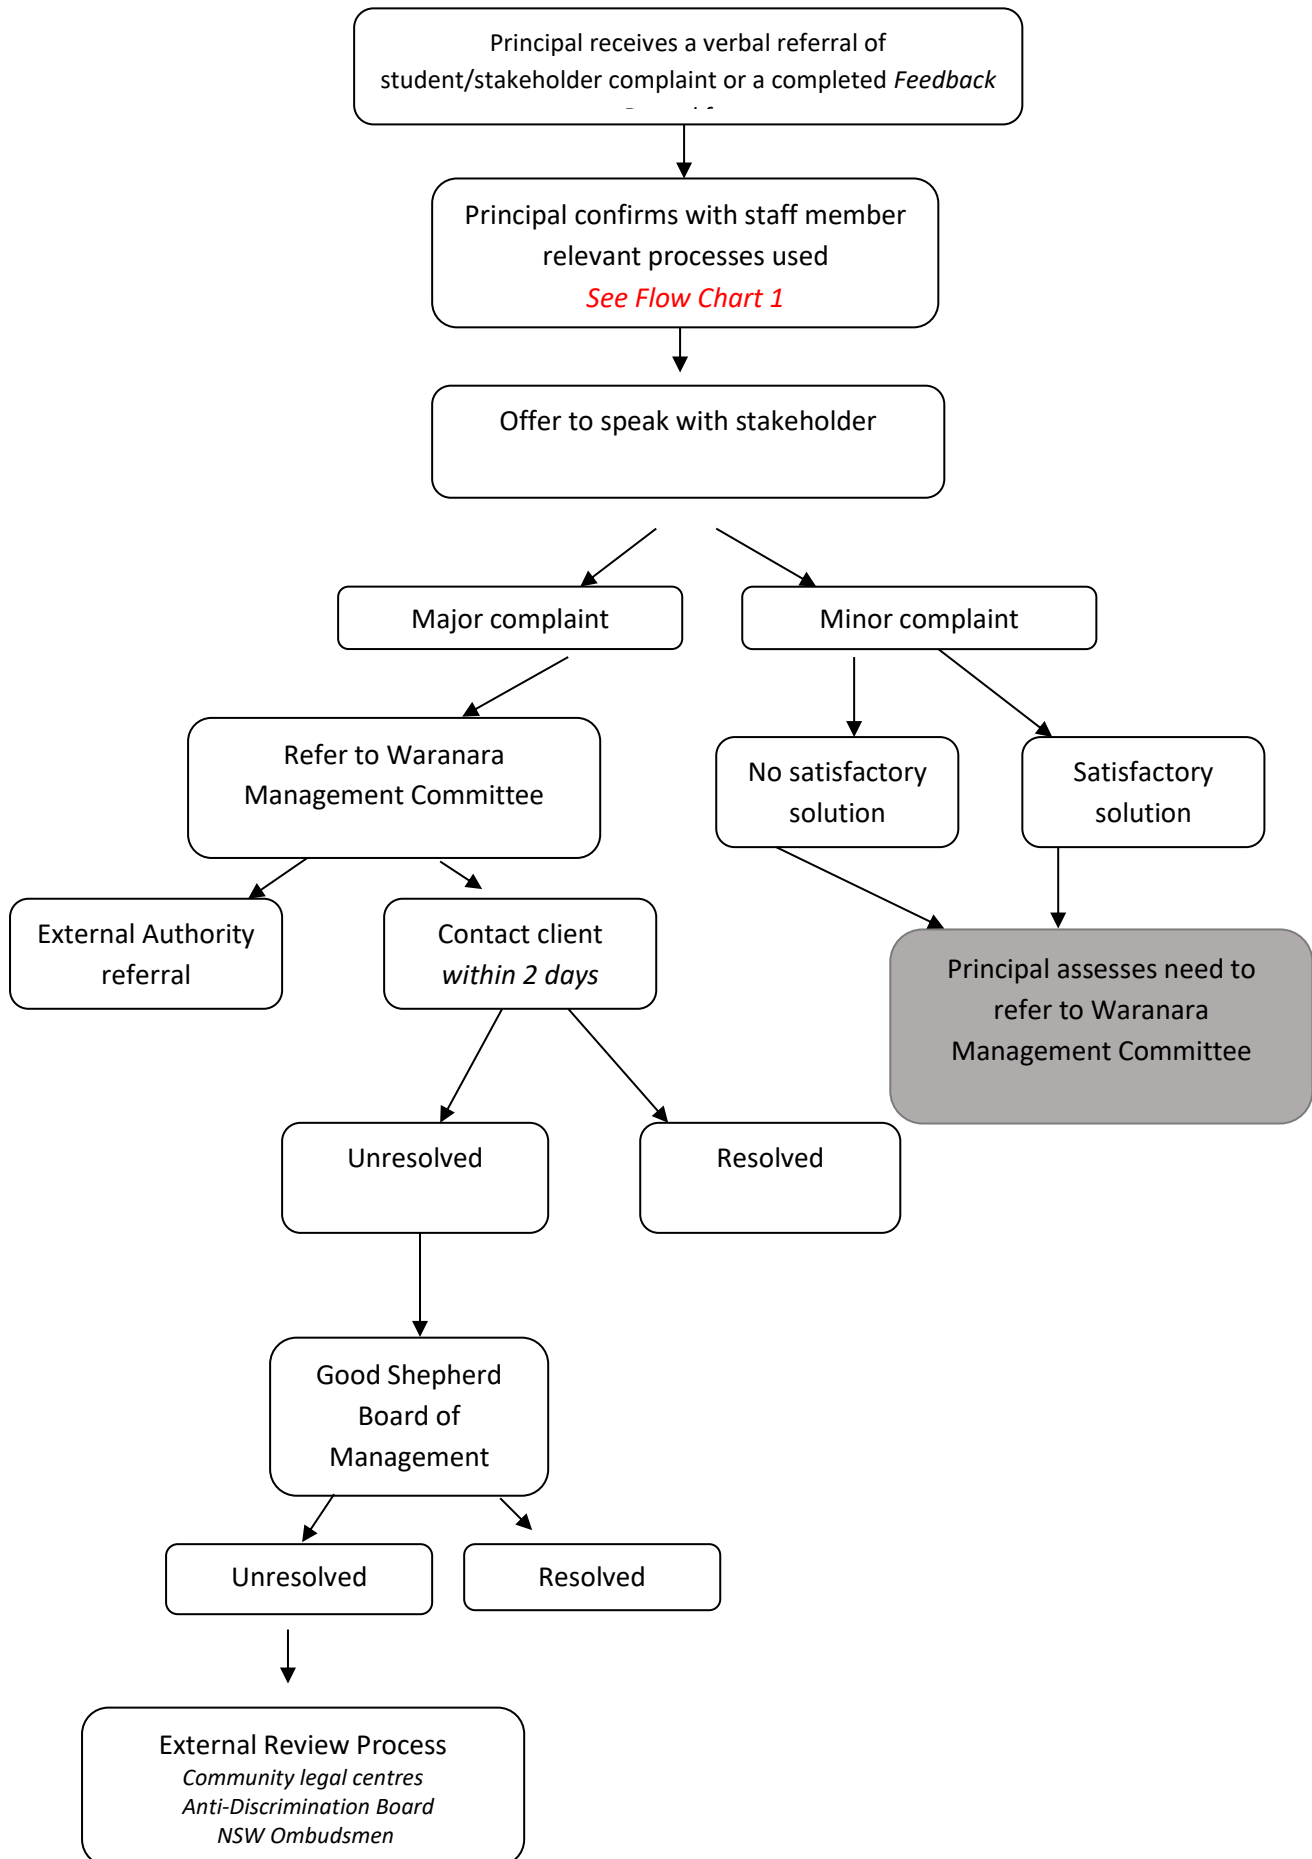 Principal receives a verbal referral of
student/stakeholder complaint or a completed Feedback
Principal confirms with staff member
relevant processes used
See Flow Chart 1
Offer to speak with stakeholder
Major complaint
Minor complaint
Refer to Waranara
Management Committee
No satisfactory
solution
Satisfactory
solution
External Authority
referral
Contact client
within 2 days
Principal assesses need to
refer to Waranara
Management Committee
Unresolved
Resolved
Good Shepherd
Board of
Management
Unresolved
Resolved
External Review Process
Community legal centres
Anti-Discrimination Board
NSW Ombudsmen